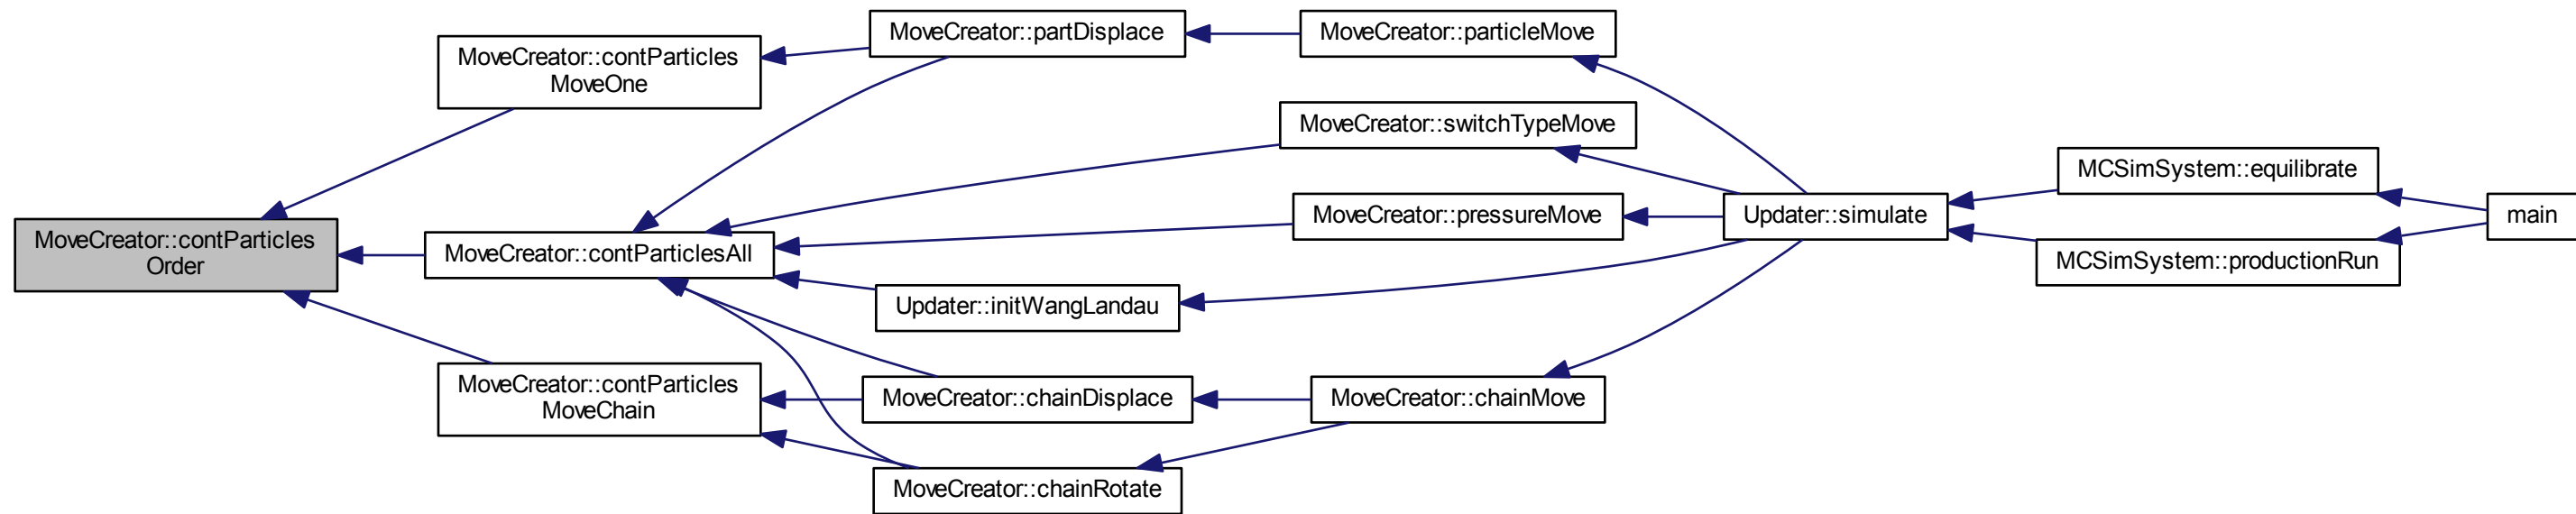 MoveCreator::contParticles
Order
MoveCreator::contParticles
MoveOne
MoveCreator::contParticlesAll
MoveCreator::contParticles
MoveChain
MoveCreator::partDisplace
Updater::initWangLandau
MoveCreator::chainDisplace
MoveCreator::chainRotate
MoveCreator::particleMove
MoveCreator::switchTypeMove
MoveCreator::pressureMove
MoveCreator::chainMove
Updater::simulate
MCSimSystem::equilibrate
MCSimSystem::productionRun
main